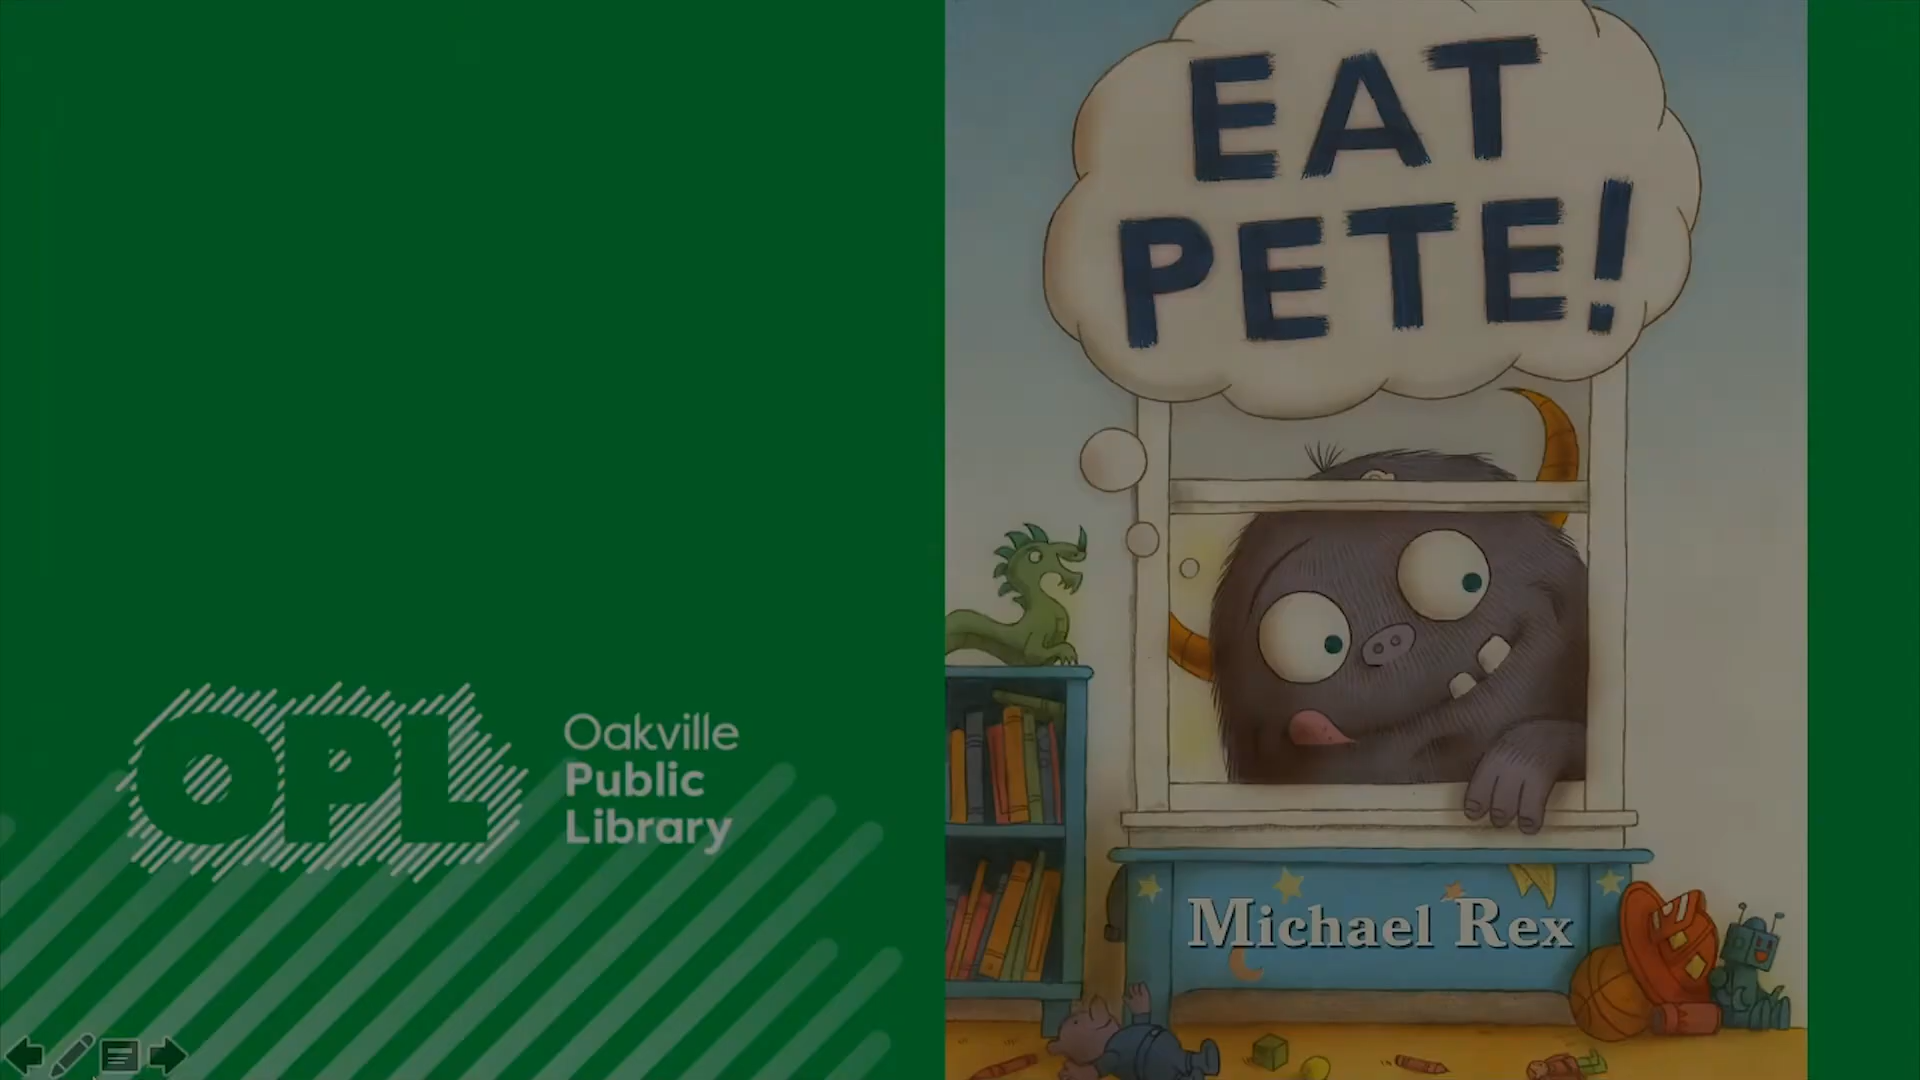 EAT
PETE!
OPL
Oakville
Public
Library
Michael Rex